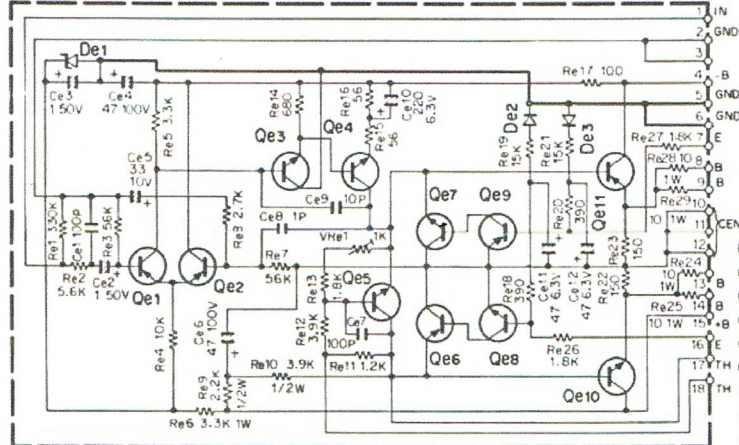 1 IN
2 GND
3
4 -B
5 GND
6 GND
Re27 1.8K 7 E
Re28 10 8 B
1W 9 B
Re29 10
10 1W
11 CEN
12
Re24
10
1W 13 B
Re25 14 B
10 1W 15 +B
16 E
17 TH
18 TH
De1
Ce3
1 50V
Ce4
47 100V
Re5 3.3K
Ce5
33
10V
Re1 330K
Ce1 100P
Re3 56K
Re2
5.6K
Ce2
1 50V
Qe1
Qe2
Re8 2.7K
Re4 10K
Ce6
47 100V
Re9
2.2K
1/2W
Re6 3.3K 1W
Re14
680
Qe3
Qe4
Re16
56
Ce10
220
6.3V
Re15
56
Ce9 10P
Ce8 1P
VRe1 1K
Re7
56K
Re13
1.8K
Qe5
Re12
3.9K
Ce7
100P
Re10 3.9K
1/2W
Re11 1.2K
Re17 100
De2
De3
Re19
15K
Re21
15K
Qe7
Qe9
Re20
390
Qe11
Re23
150
Re22
150
Re18
390
Ce11
47 6.3V
Ce12
47 6.3V
Qe6
Qe8
Re26
1.8K
Qe10